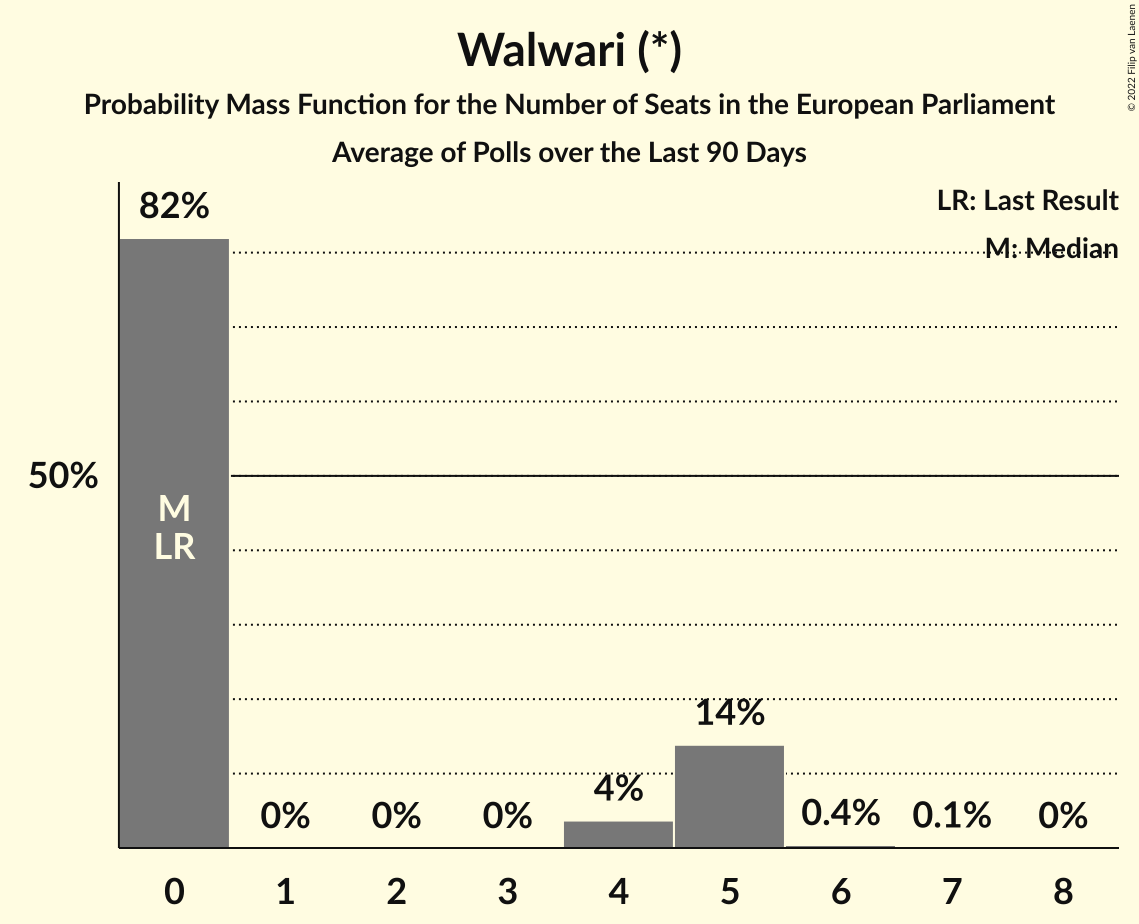 Walwari (*)
Probability Mass Function for the Number of Seats in the European Parliament
Average of Polls over the Last 90 Days
© 2022 Filip van Laenen
LR: Last Result
M: Median
82%
50%
M
LR
0%
0%
0%
4%
14%
0.4%
0.1%
0%
0
1
2
3
4
5
6
7
8